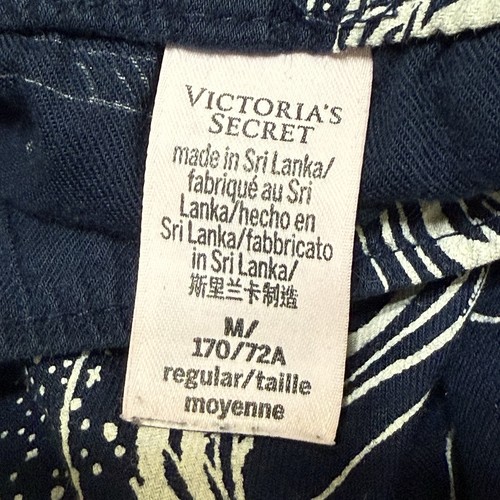 VICTORIA'S
SECRET
made in Sri Lanka/
fabriqué au Sri
Lanka/hecho en
Sri Lanka/fabbricato
in Sri Lanka/
斯里兰卡制造
M/
170/72A
regular/taille
moyenne